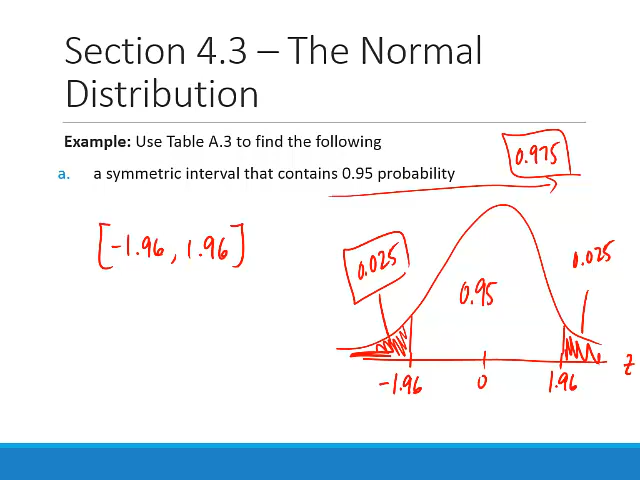 Section 4.3 – The Normal
Distribution
Example: Use Table A.3 to find the following
0.975
a. a symmetric interval that contains 0.95 probability
[-1.96, 1.96]
0.025
0.025
0.95
-1.96 0 1.96 z